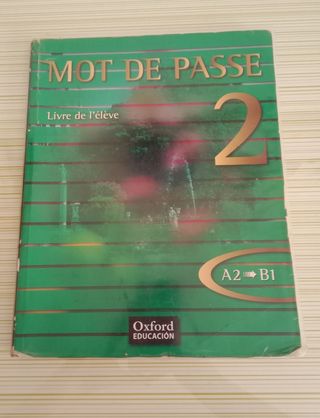 MOT DE PASSE
Livre de l'élève
2
A2 ➠ B1
Oxford
EDUCACIÓN